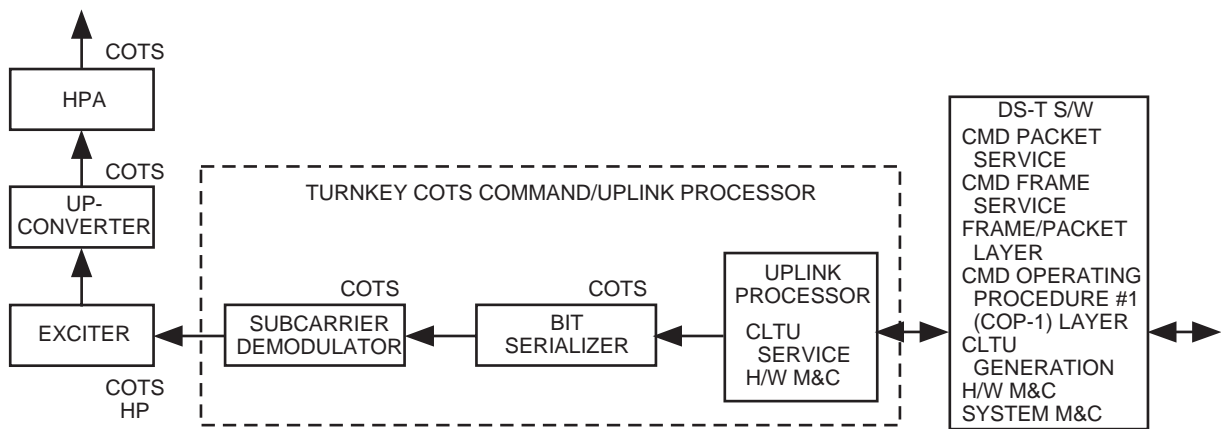 COTS
HPA
COTS
UP-
CONVERTER
EXCITER
COTS
HP
TURNKEY COTS COMMAND/UPLINK PROCESSOR
COTS
SUBCARRIER
DEMODULATOR
COTS
BIT
SERIALIZER
UPLINK
PROCESSOR
CLTU
SERVICE
H/W M&C
DS-T S/W
CMD PACKET
SERVICE
CMD FRAME
SERVICE
FRAME/PACKET
LAYER
CMD OPERATING
PROCEDURE #1
(COP-1) LAYER
CLTU
GENERATION
H/W M&C
SYSTEM M&C